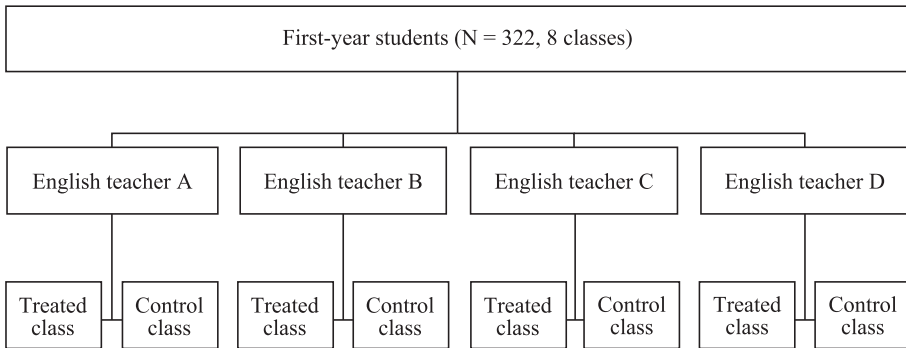 First-year students (N = 322, 8 classes)
English teacher A
English teacher B
English teacher C
English teacher D
Treated
class
Control
class
Treated
class
Control
class
Treated
class
Control
class
Treated
class
Control
class